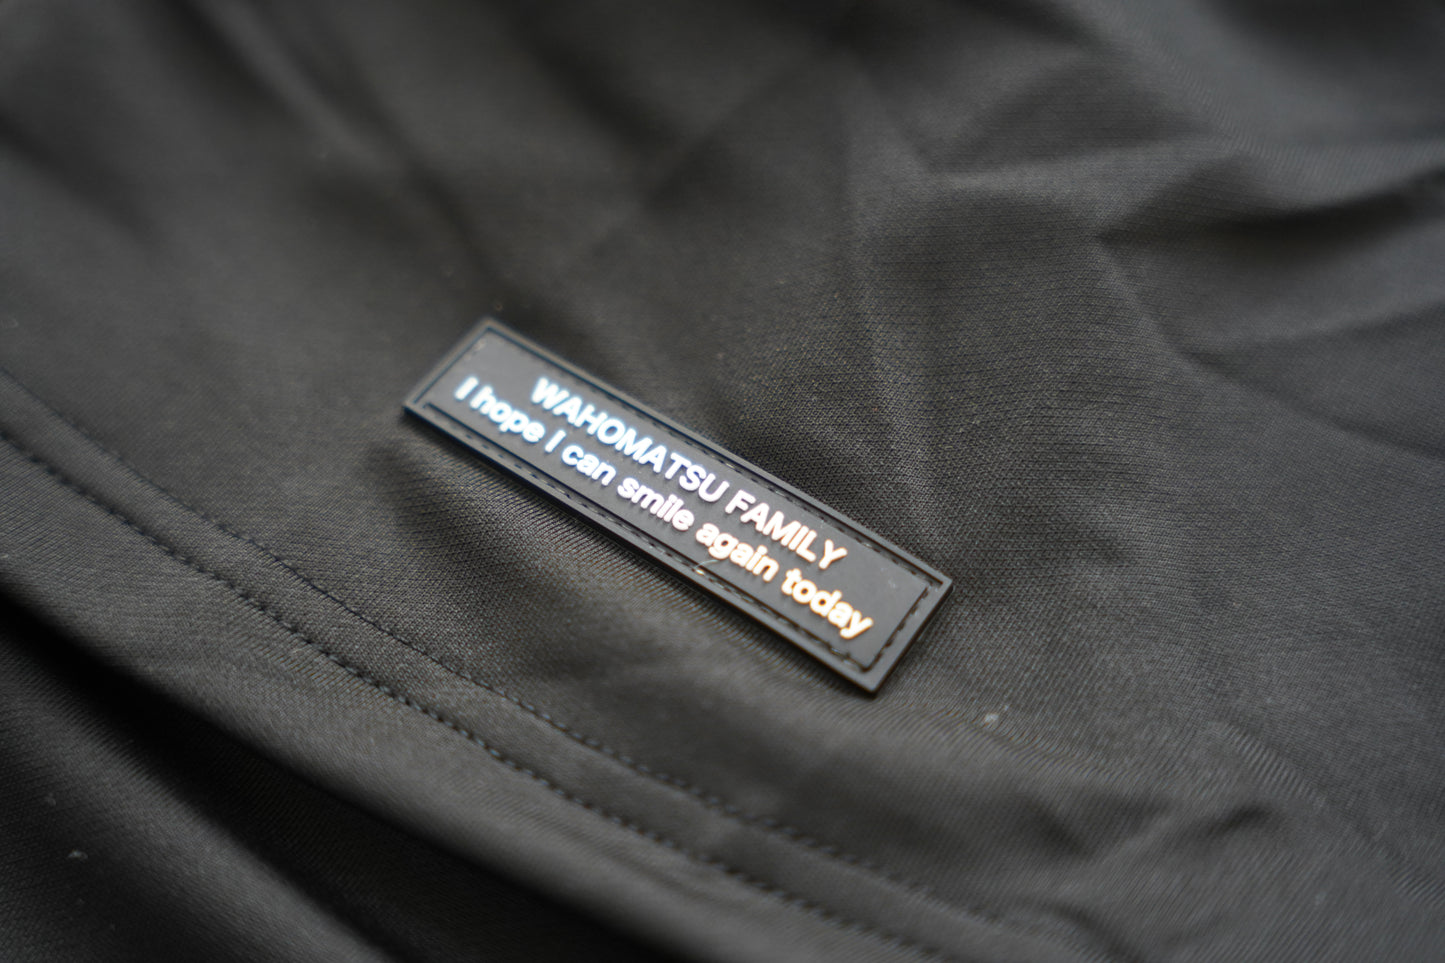 WAHOMATSU FAMILY
I hope I can smile again today